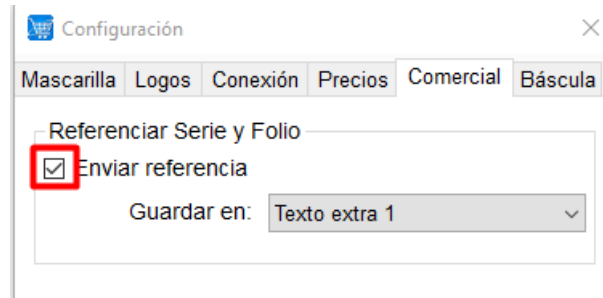 Configuración
Mascarilla Logos Conexión Precios Comercial Báscula
Referenciar Serie y Folio
Enviar referencia
Guardar en: Texto extra 1